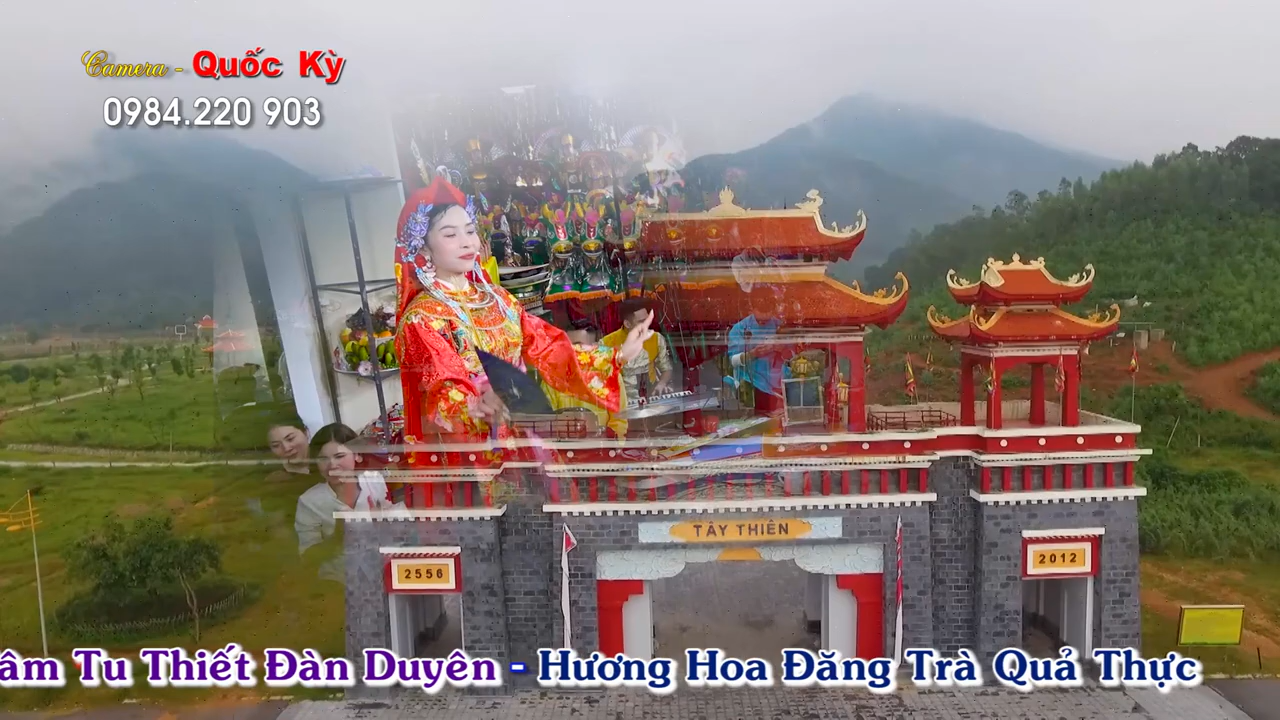 Camera - Quốc Kỳ
0984.220 903
TÂY THIÊN
2556
2012
Tu Thiết Đàn Duyên - Hương Hoa Đăng Trà Quả Thực